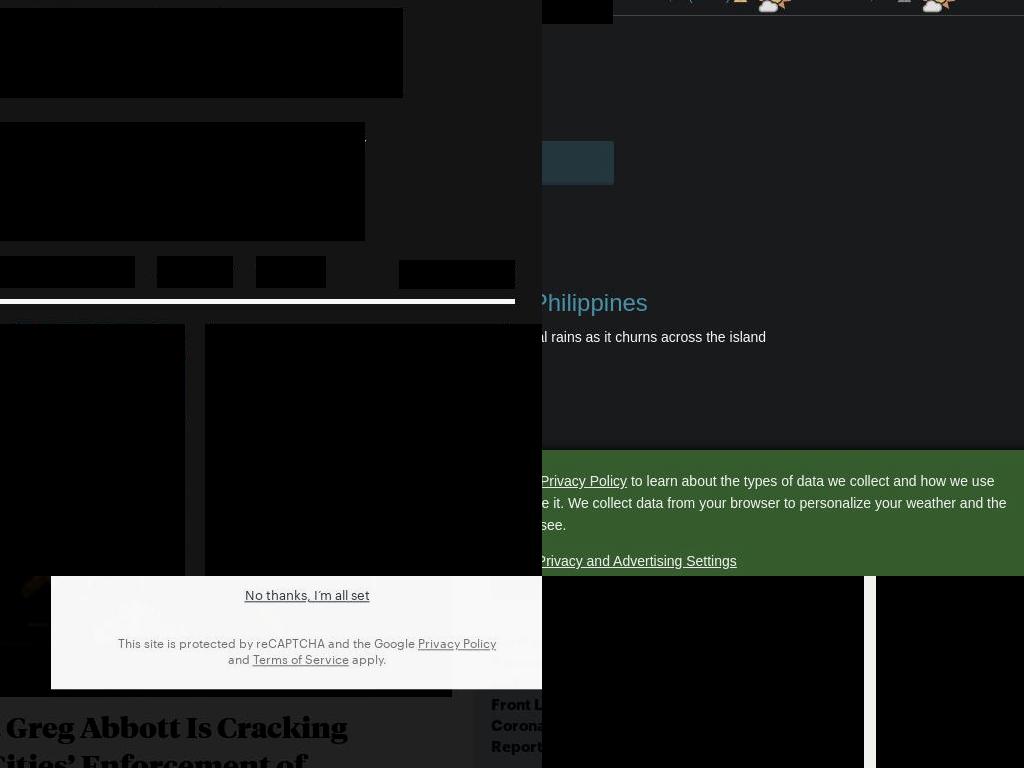 Philippines
al rains as it churns across the island
Privacy Policy to learn about the types of data we collect and how we use
e it. We collect data from your browser to personalize your weather and the
see.
Privacy and Advertising Settings
No thanks, I'm all set
This site is protected by reCAPTCHA and the Google Privacy Policy
and Terms of Service apply.
Greg Abbott Is Cracking
Cities' Enforcement of
Front L
Corona
Report